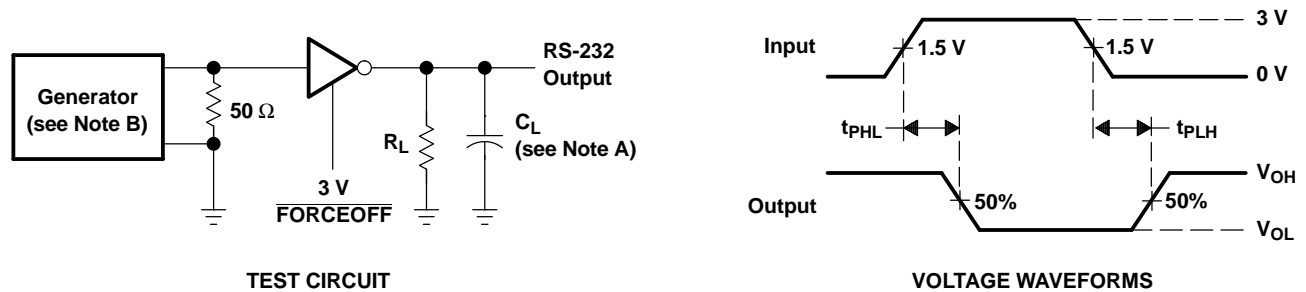 Generator
(see Note B)
50 Ω
3 V
FORCEOFF
R_L
C_L
(see Note A)
RS-232
Output
TEST CIRCUIT
Input
1.5 V
1.5 V
3 V
0 V
t_PHL
t_PLH
Output
50%
50%
V_OH
V_OL
VOLTAGE WAVEFORMS